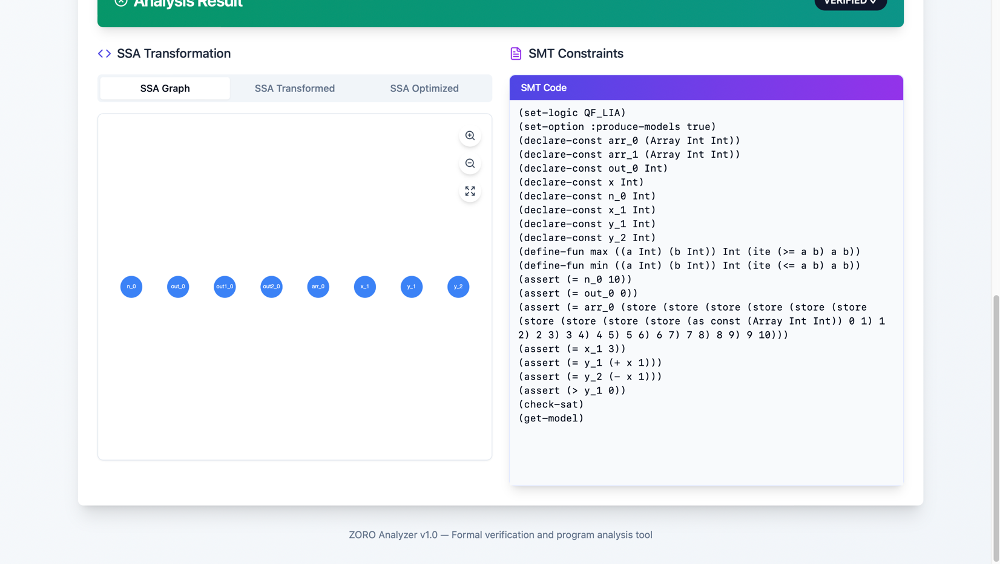 Analysis Result
VERIFIED
SSA Transformation
SSA Graph
SSA Transformed
SSA Optimized
n_0
out_0
out1_0
out2_0
arr_0
x_1
y_1
y_2
SMT Constraints
SMT Code
(set-logic QF_LIA)
(set-option :produce-models true)
(declare-const arr_0 (Array Int Int))
(declare-const arr_1 (Array Int Int))
(declare-const out_0 Int)
(declare-const x Int)
(declare-const n_0 Int)
(declare-const x_1 Int)
(declare-const y_1 Int)
(declare-const y_2 Int)
(define-fun max ((a Int) (b Int)) Int (ite (>= a b) a b))
(define-fun min ((a Int) (b Int)) Int (ite (<= a b) a b))
(assert (= n_0 10))
(assert (= out_0 0))
(assert (= arr_0 (store (store (store (store (store (store
(store (store (store (store (as const (Array Int Int)) 0 1) 1
2) 2 3) 3 4) 4 5) 5 6) 6 7) 7 8) 8 9) 9 10)))
(assert (= x_1 3))
(assert (= y_1 (+ x 1)))
(assert (= y_2 (- x 1)))
(assert (> y_1 0))
(check-sat)
(get-model)
ZORO Analyzer v1.0 — Formal verification and program analysis tool